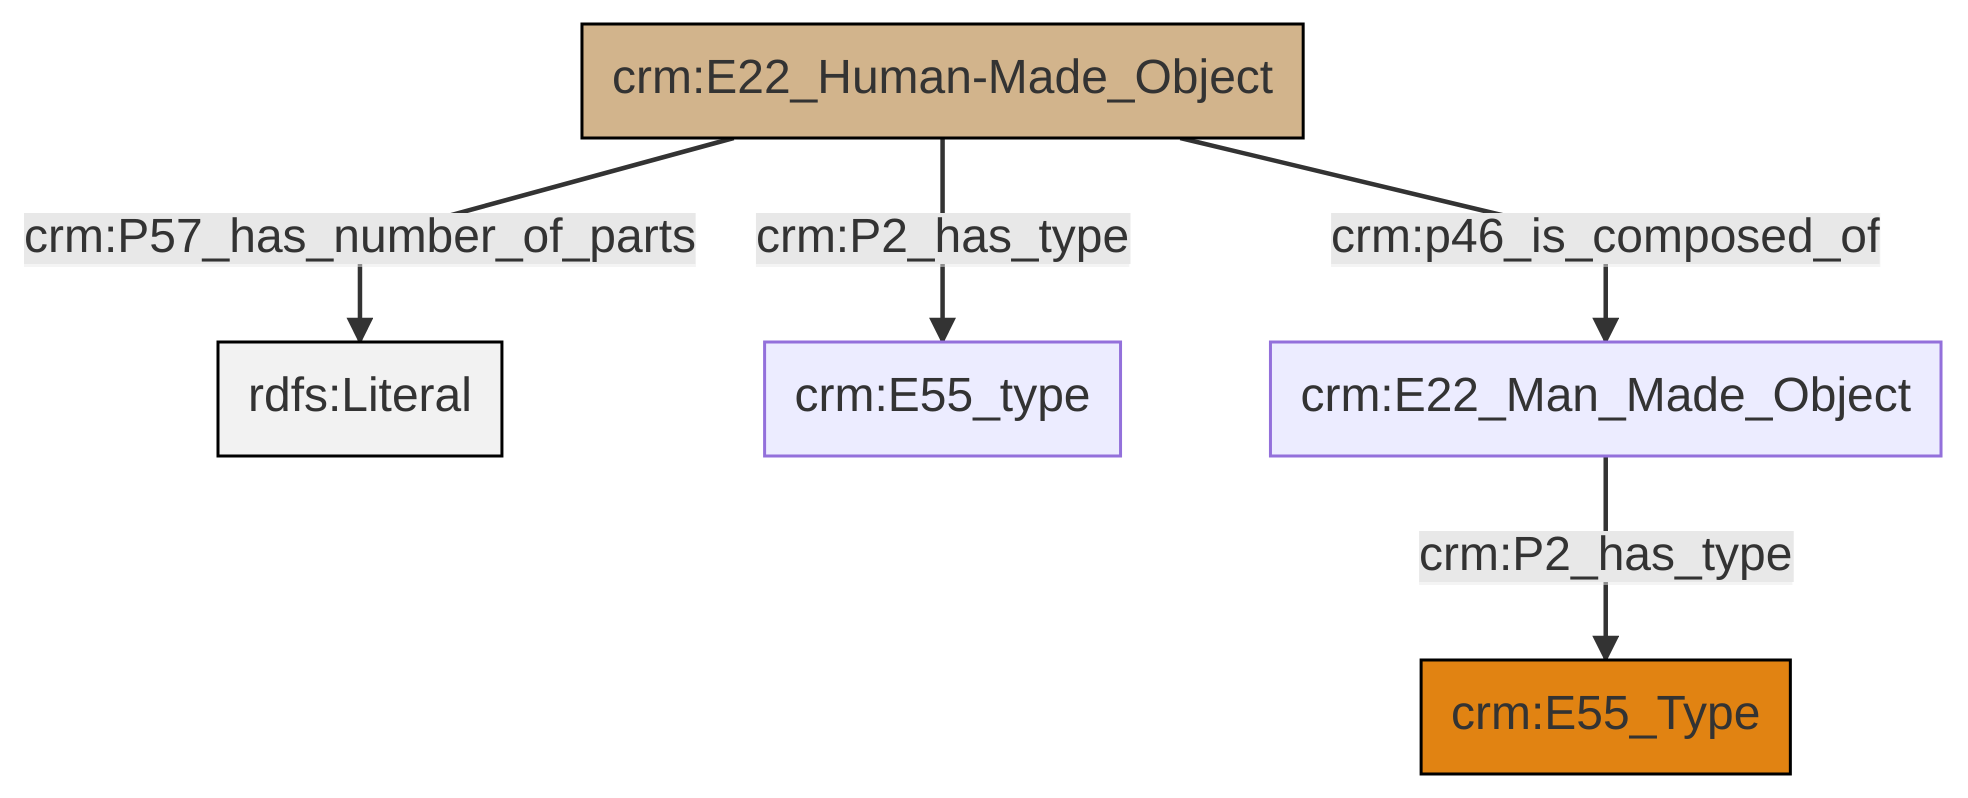 crm:E22_Human-Made_Object
crm:P57_has_number_of_parts
crm:P2_has_type
crm:p46_is_composed_of
rdfs:Literal
crm:E55_type
crm:E22_Man_Made_Object
crm:P2_has_type
crm:E55_Type